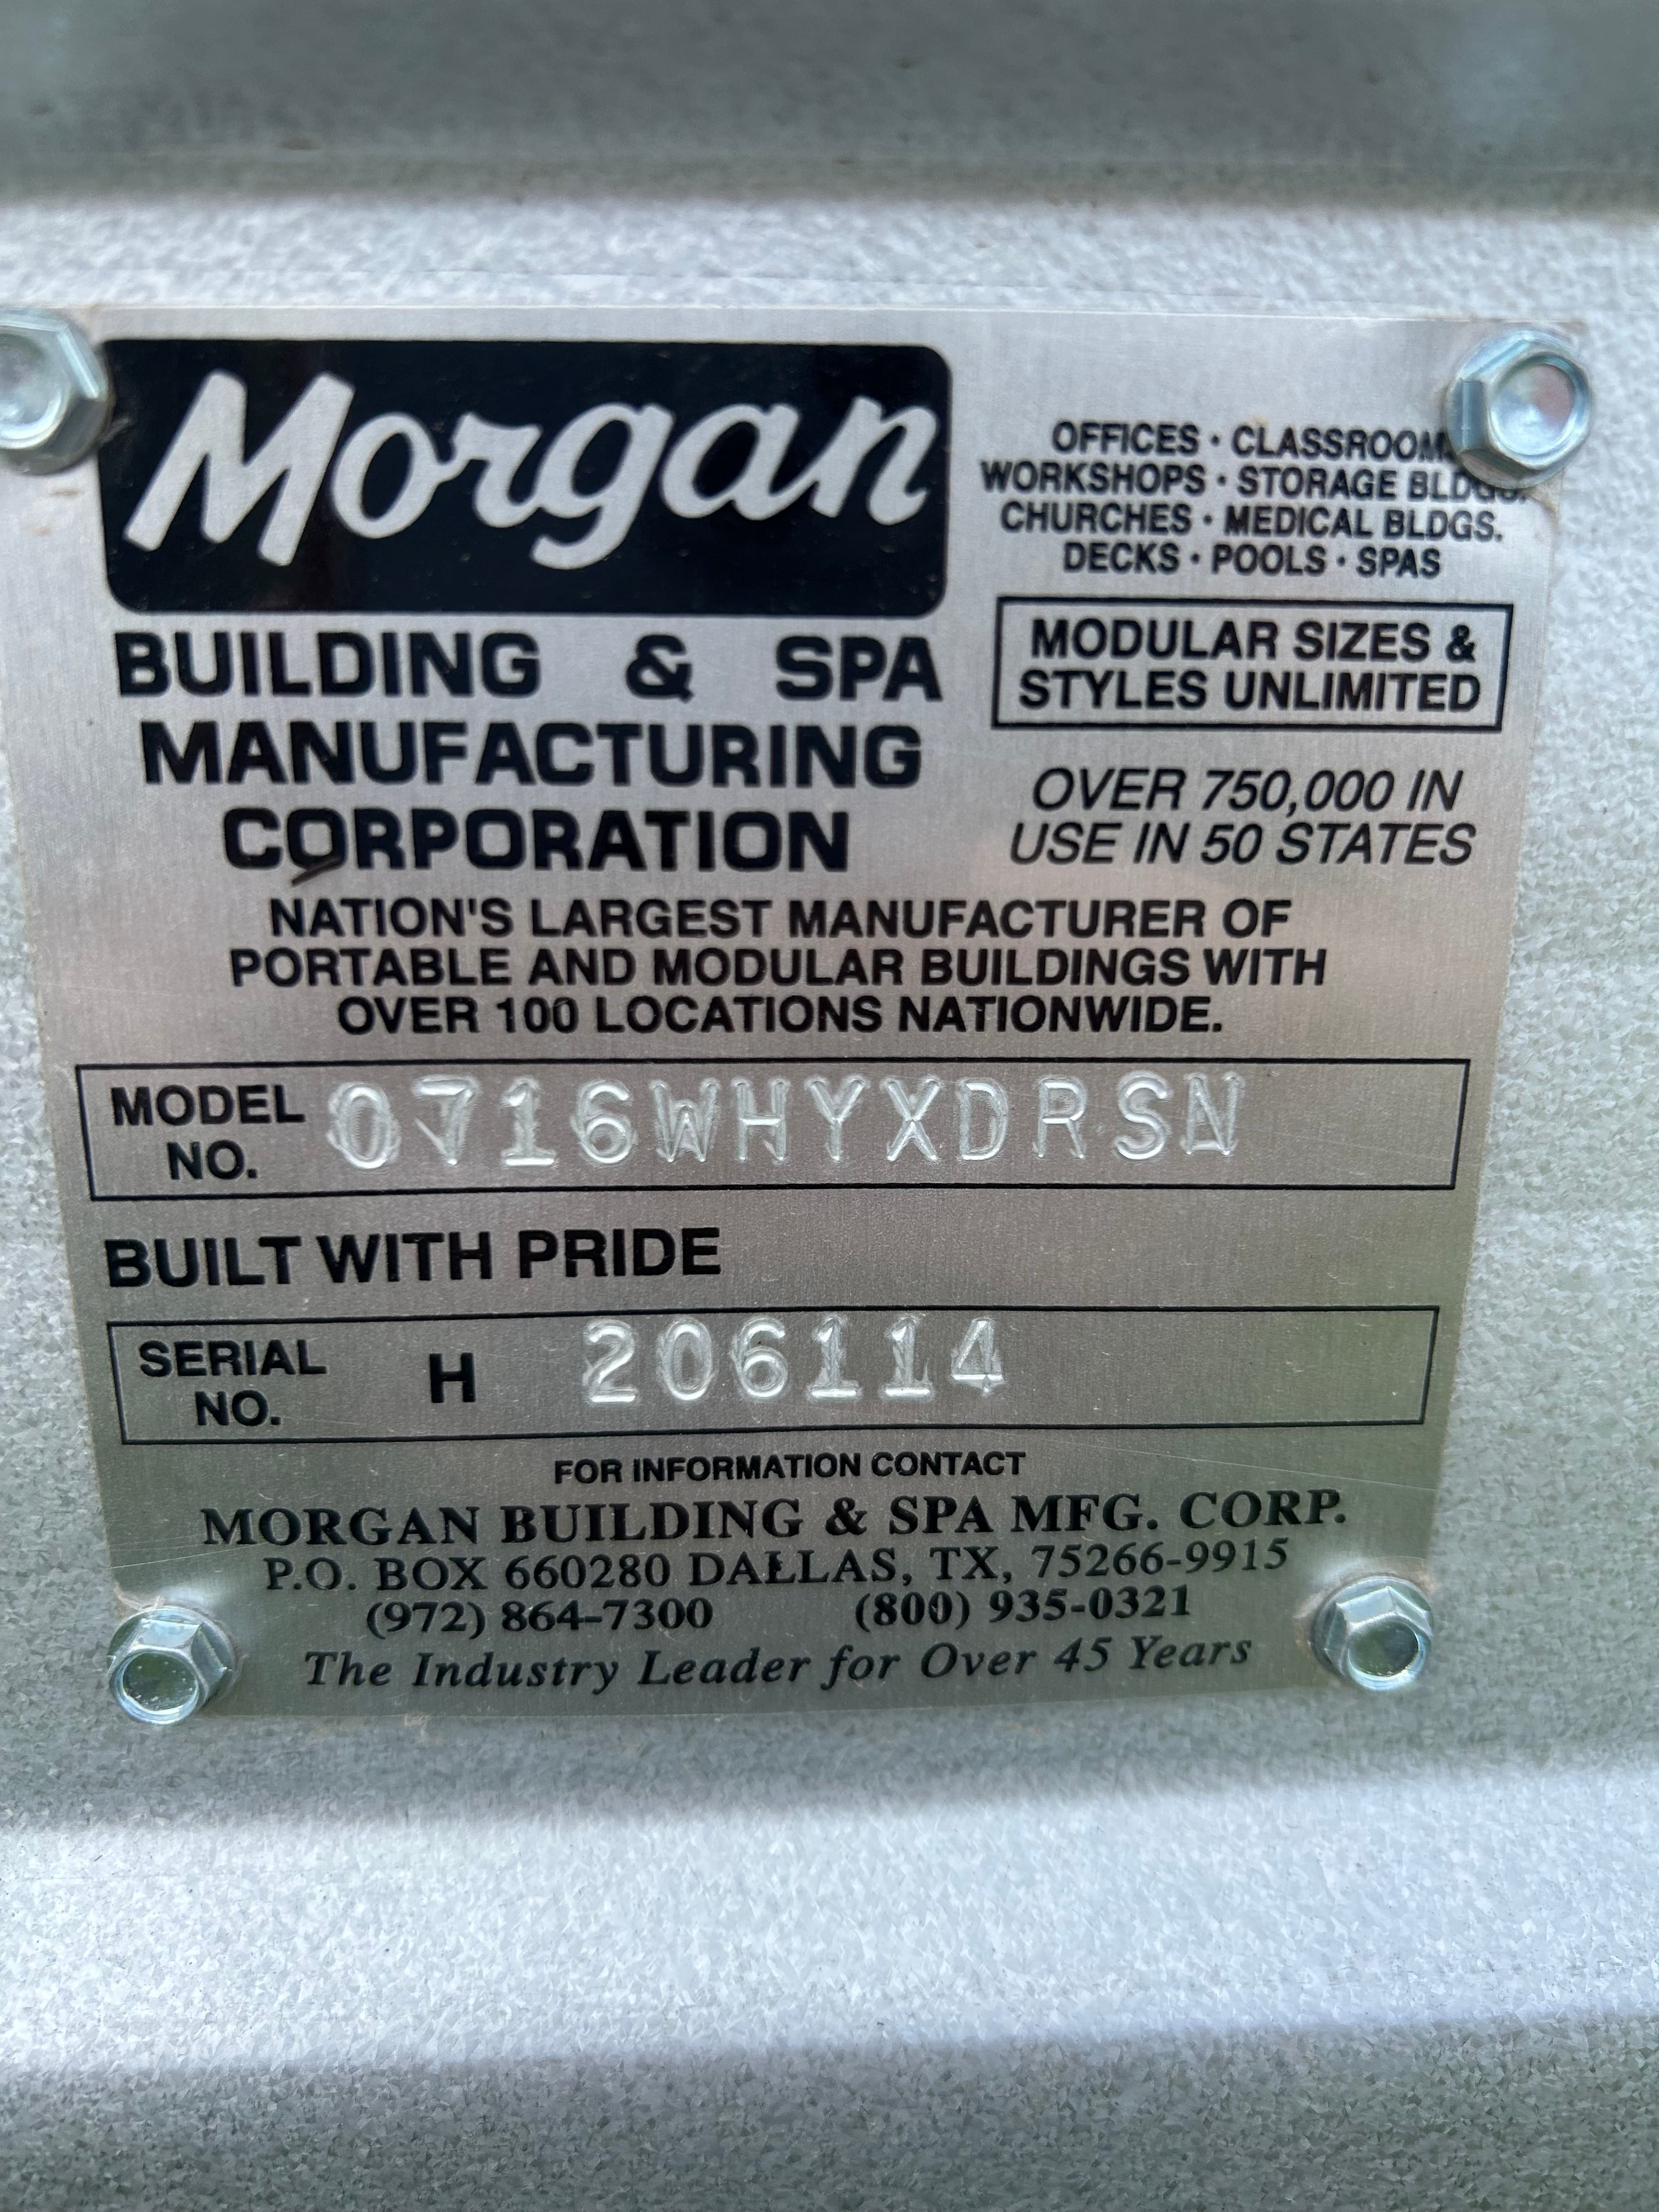 Morgan
BUILDING & SPA
MANUFACTURING
CORPORATION
OFFICES · CLASSROOM
WORKSHOPS · STORAGE BLDGS.
CHURCHES · MEDICAL BLDGS.
DECKS · POOLS · SPAS
MODULAR SIZES &
STYLES UNLIMITED
OVER 750,000 IN
USE IN 50 STATES
NATION'S LARGEST MANUFACTURER OF
PORTABLE AND MODULAR BUILDINGS WITH
OVER 100 LOCATIONS NATIONWIDE.
MODEL NO. 0716WHYXDRSN
BUILT WITH PRIDE
SERIAL NO. H 206114
FOR INFORMATION CONTACT
MORGAN BUILDING & SPA MFG. CORP.
P.O. BOX 660280 DALLAS, TX, 75266-9915
(972) 864-7300 (800) 935-0321
The Industry Leader for Over 45 Years